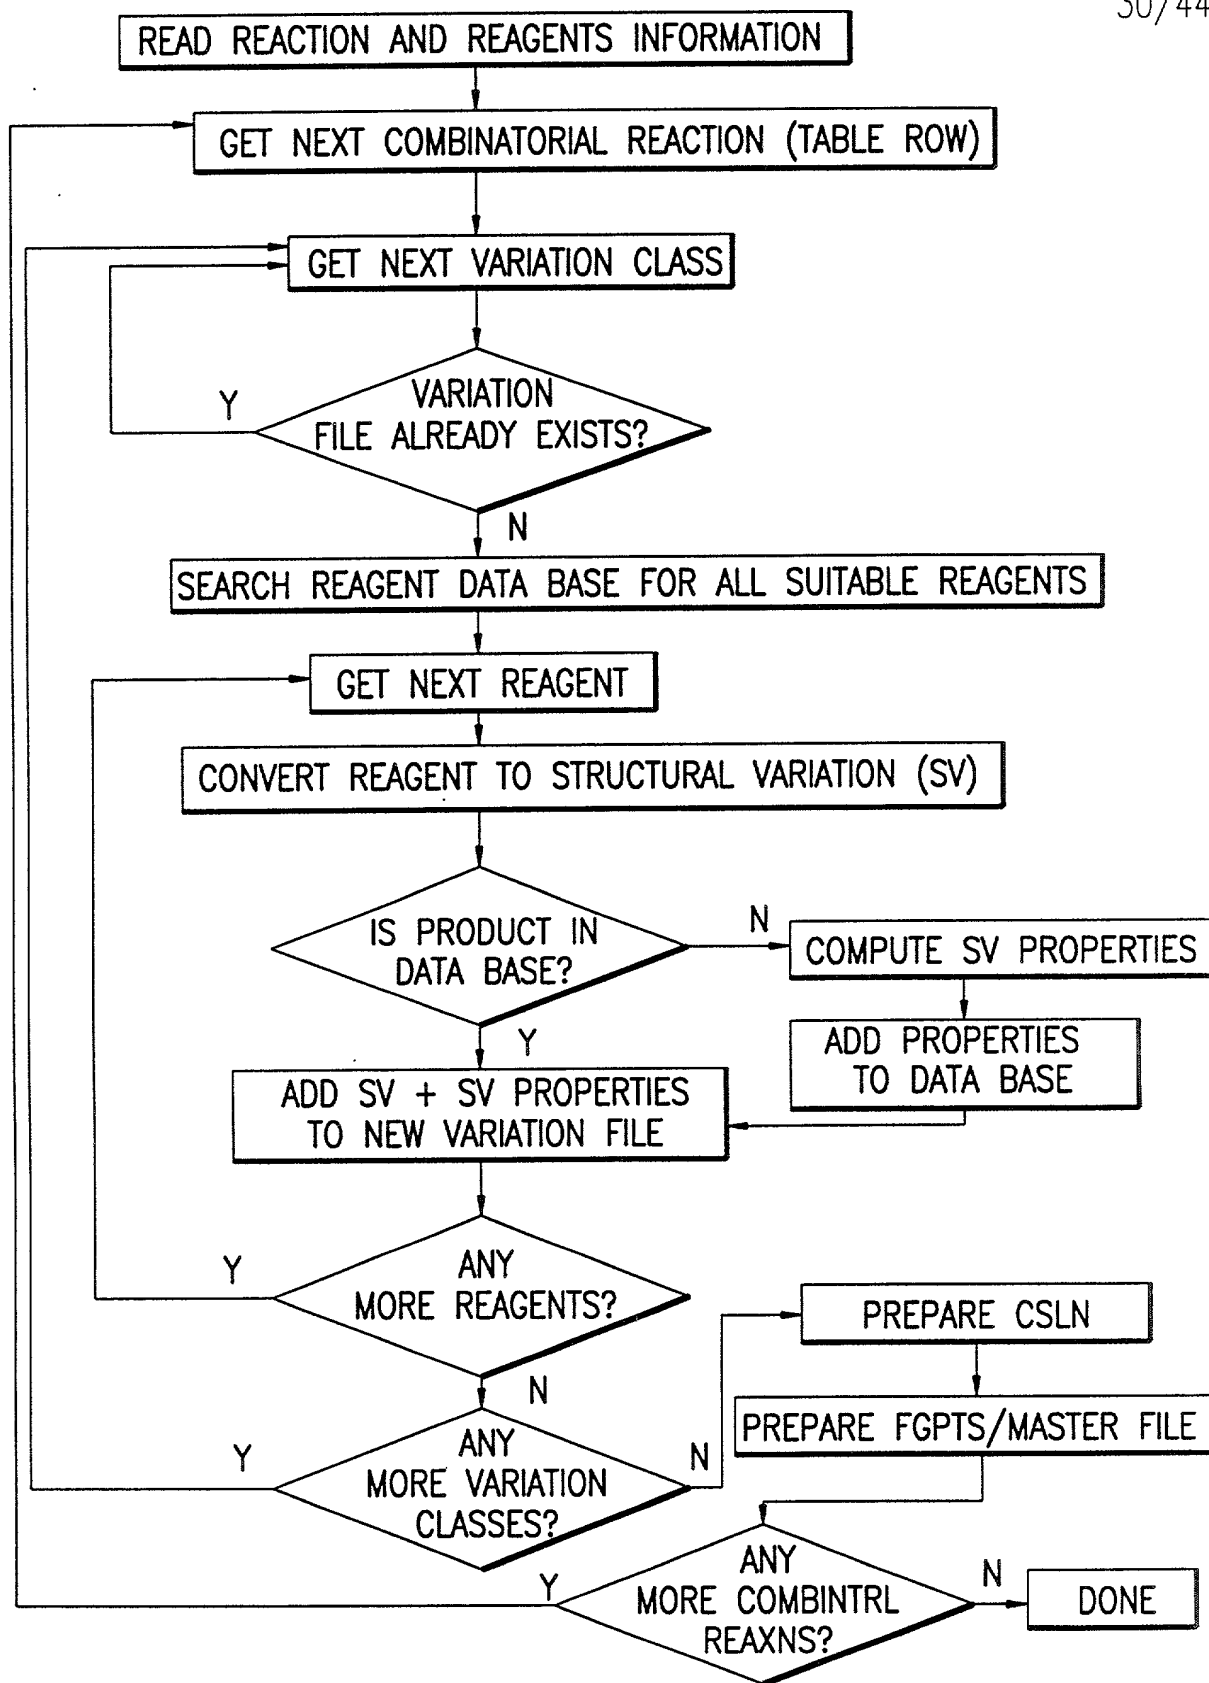 30/44
READ REACTION AND REAGENTS INFORMATION
GET NEXT COMBINATORIAL REACTION (TABLE ROW)
GET NEXT VARIATION CLASS
VARIATION
FILE ALREADY EXISTS?
Y
N
SEARCH REAGENT DATA BASE FOR ALL SUITABLE REAGENTS
GET NEXT REAGENT
CONVERT REAGENT TO STRUCTURAL VARIATION (SV)
IS PRODUCT IN
DATA BASE?
N
COMPUTE SV PROPERTIES
ADD PROPERTIES
TO DATA BASE
Y
ADD SV + SV PROPERTIES
TO NEW VARIATION FILE
ANY
MORE REAGENTS?
Y
N
ANY
MORE VARIATION
CLASSES?
Y
N
PREPARE CSLN
PREPARE FGPTS/MASTER FILE
ANY
MORE COMBINTRL
REAXNS?
Y
N
DONE